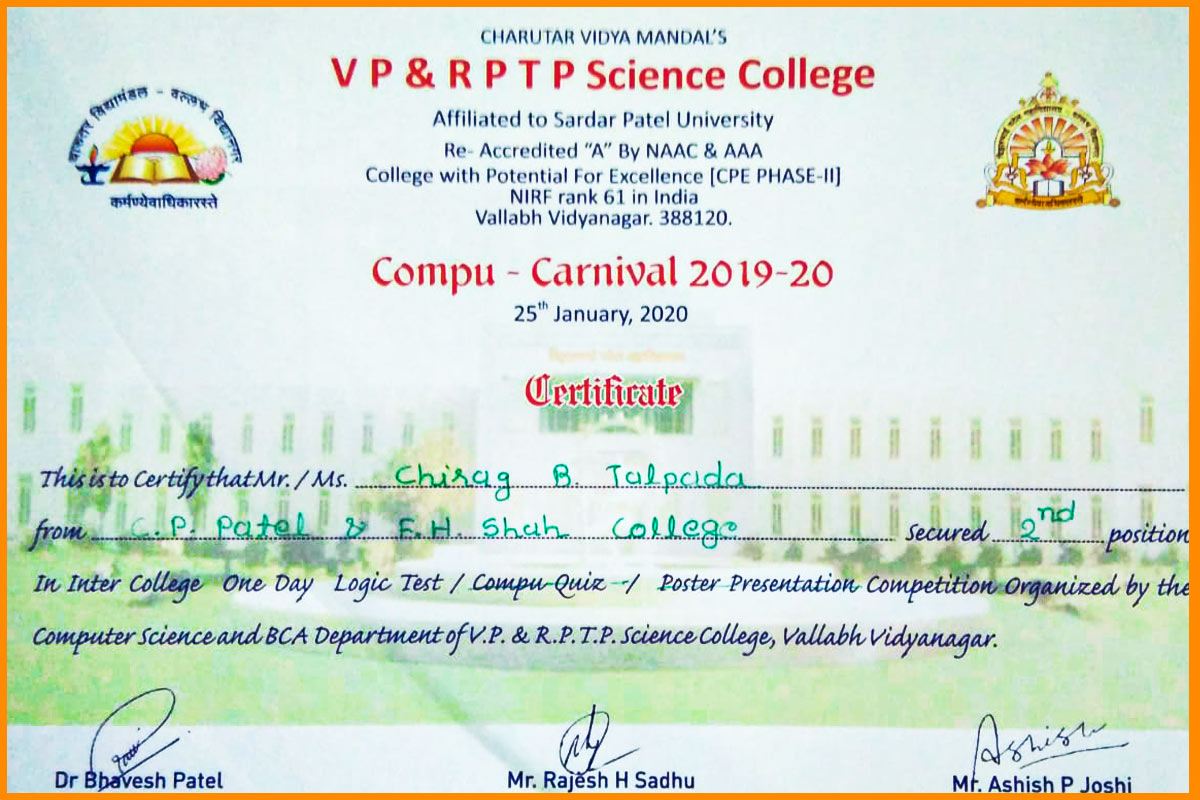 CHARUTAR VIDYA MANDAL'S
V P & R P T P Science College
चारुतर विद्यामंडल - वल्लभ विद्यानगर
कर्मण्येवाधिकारस्ते
Affiliated to Sardar Patel University
Re- Accredited "A" By NAAC & AAA
College with Potential For Excellence [CPE PHASE-II]
NIRF rank 61 in India
Vallabh Vidyanagar. 388120.
Compu - Carnival 2019-20
25th January, 2020
Certificate
This is to Certify that Mr. / Ms. Chirag B. Talpada
from C.P. Patel & F.H. Shah College secured 2nd position
In Inter College One Day Logic Test / Compu-Quiz -/ Poster Presentation Competition Organized by the
Computer Science and BCA Department of V.P. & R.P.T.P. Science College, Vallabh Vidyanagar.
Ashish
Dr Bhavesh Patel Mr. Rajesh H Sadhu Mr. Ashish P Joshi